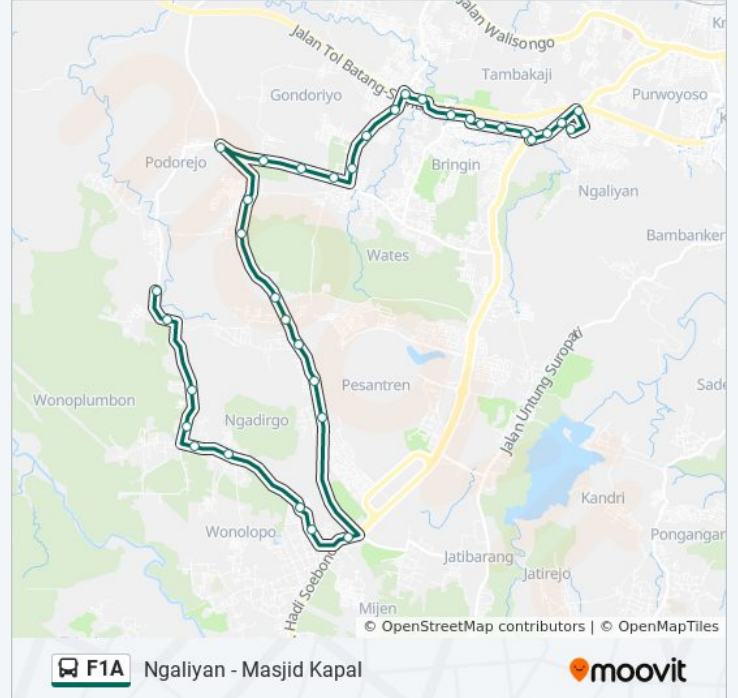 Jalan Walisongo
Kr
Jalan Tol Batang-S
Tambakaji
Gondoriyo
Purwoyoso
K
Podorejo
Bringin
Ngaliyan
Bambanker
Wates
Jalan Untung Suropati
Pesantren
Sade
Wonoplumbon
Ngadirgo
Kandri
Wonolopo
Pongangar
Jatibarang
Jatirejo
Hadi Soebono
Mijen
© OpenStreetMap contributors | © OpenMapTiles
F1A Ngaliyan - Masjid Kapal
moovit